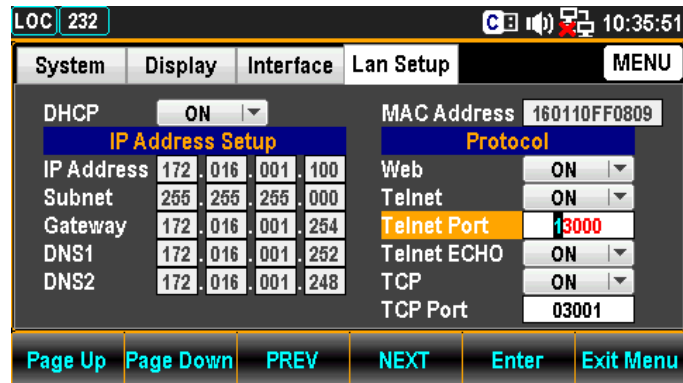 LOC 232 C 10:35:51
System Display Interface Lan Setup MENU
DHCP ON MAC Address 160110FF0809
IP Address Setup Protocol
IP Address 172 . 016 . 001 . 100 Web ON
Subnet 255 . 255 . 255 . 000 Telnet ON
Gateway 172 . 016 . 001 . 254 Telnet Port 13000
DNS1 172 . 016 . 001 . 252 Telnet ECHO ON
DNS2 172 . 016 . 001 . 248 TCP ON
TCP Port 03001
Page Up Page Down PREV NEXT Enter Exit Menu